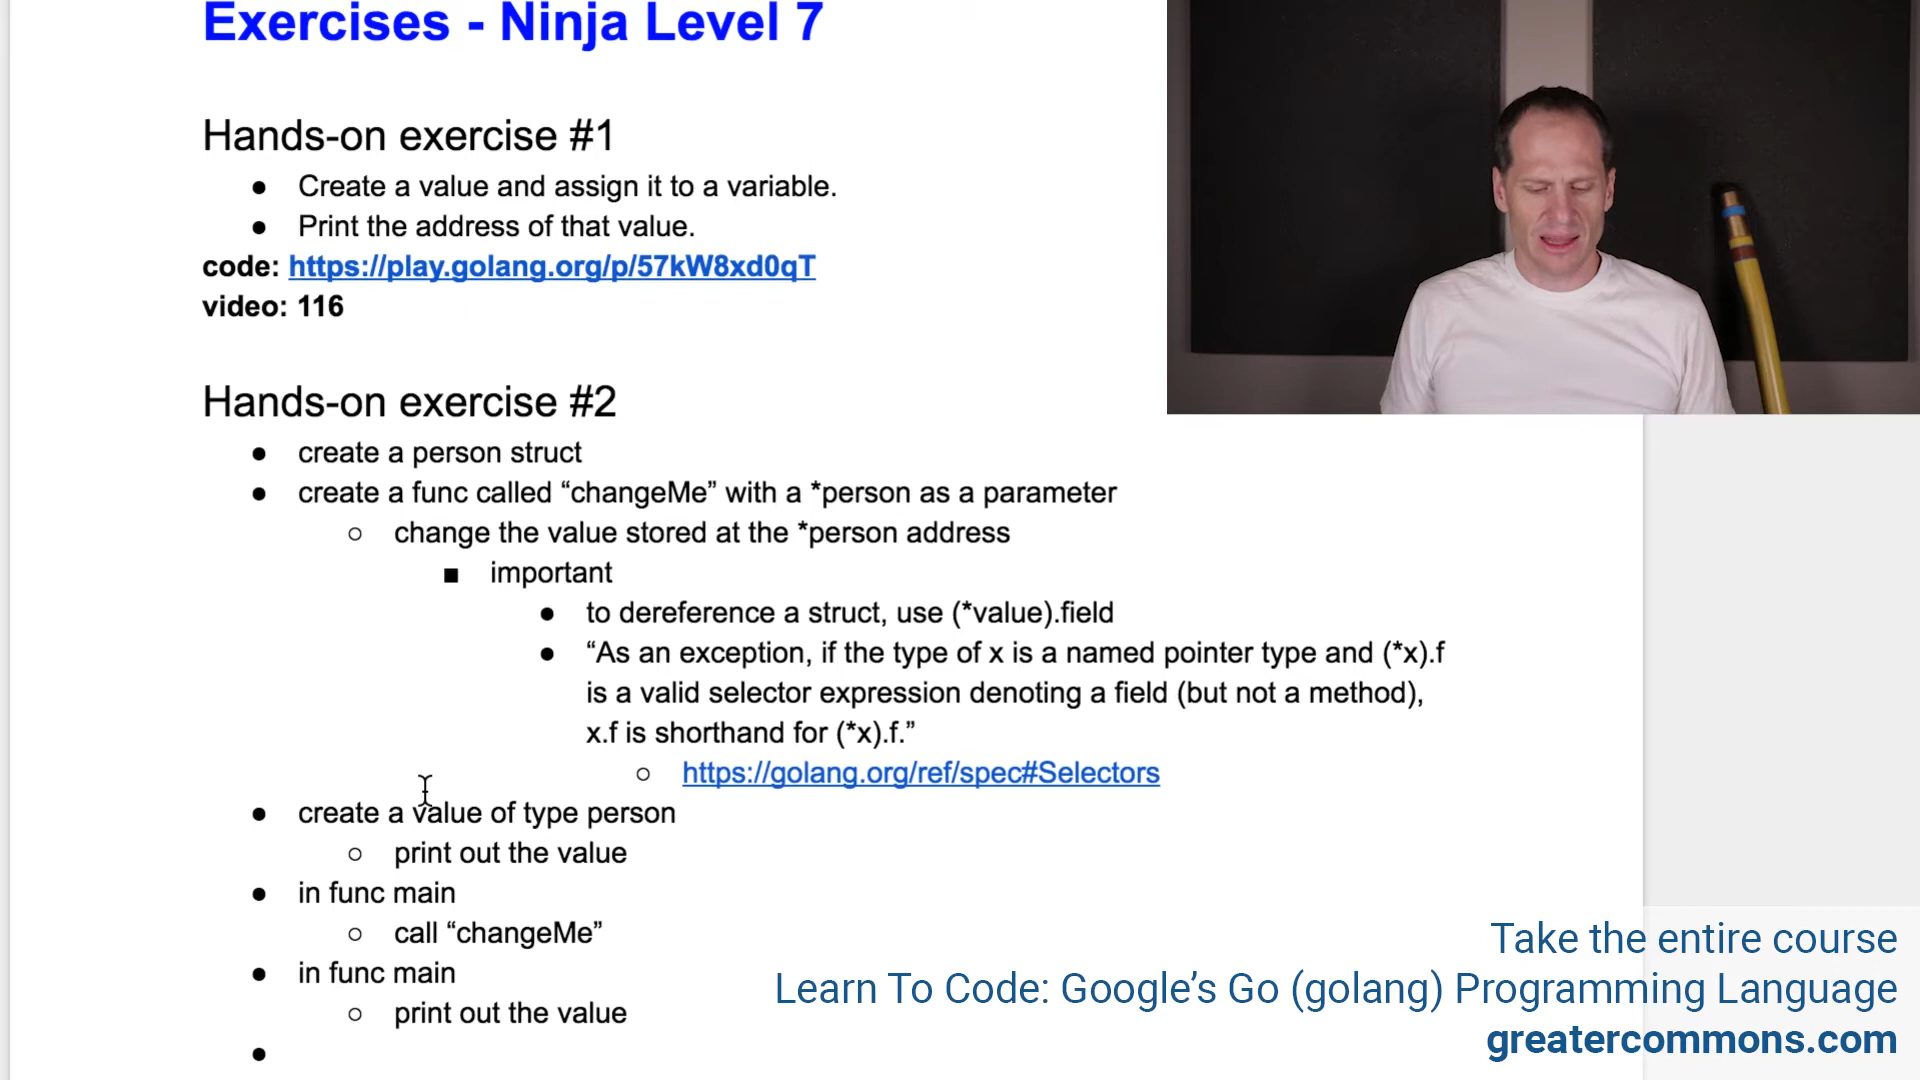 Exercises - Ninja Level 7
Hands-on exercise #1
● Create a value and assign it to a variable.
● Print the address of that value.
code: https://play.golang.org/p/57kW8xd0qT
video: 116
Hands-on exercise #2
● create a person struct
● create a func called “changeMe” with a *person as a parameter
○ change the value stored at the *person address
■ important
● to dereference a struct, use (*value).field
● “As an exception, if the type of x is a named pointer type and (*x).f
is a valid selector expression denoting a field (but not a method),
x.f is shorthand for (*x).f.”
○ https://golang.org/ref/spec#Selectors
● create a value of type person
○ print out the value
● in func main
○ call “changeMe”
● in func main
○ print out the value
●
Take the entire course
Learn To Code: Google’s Go (golang) Programming Language
greatercommons.com